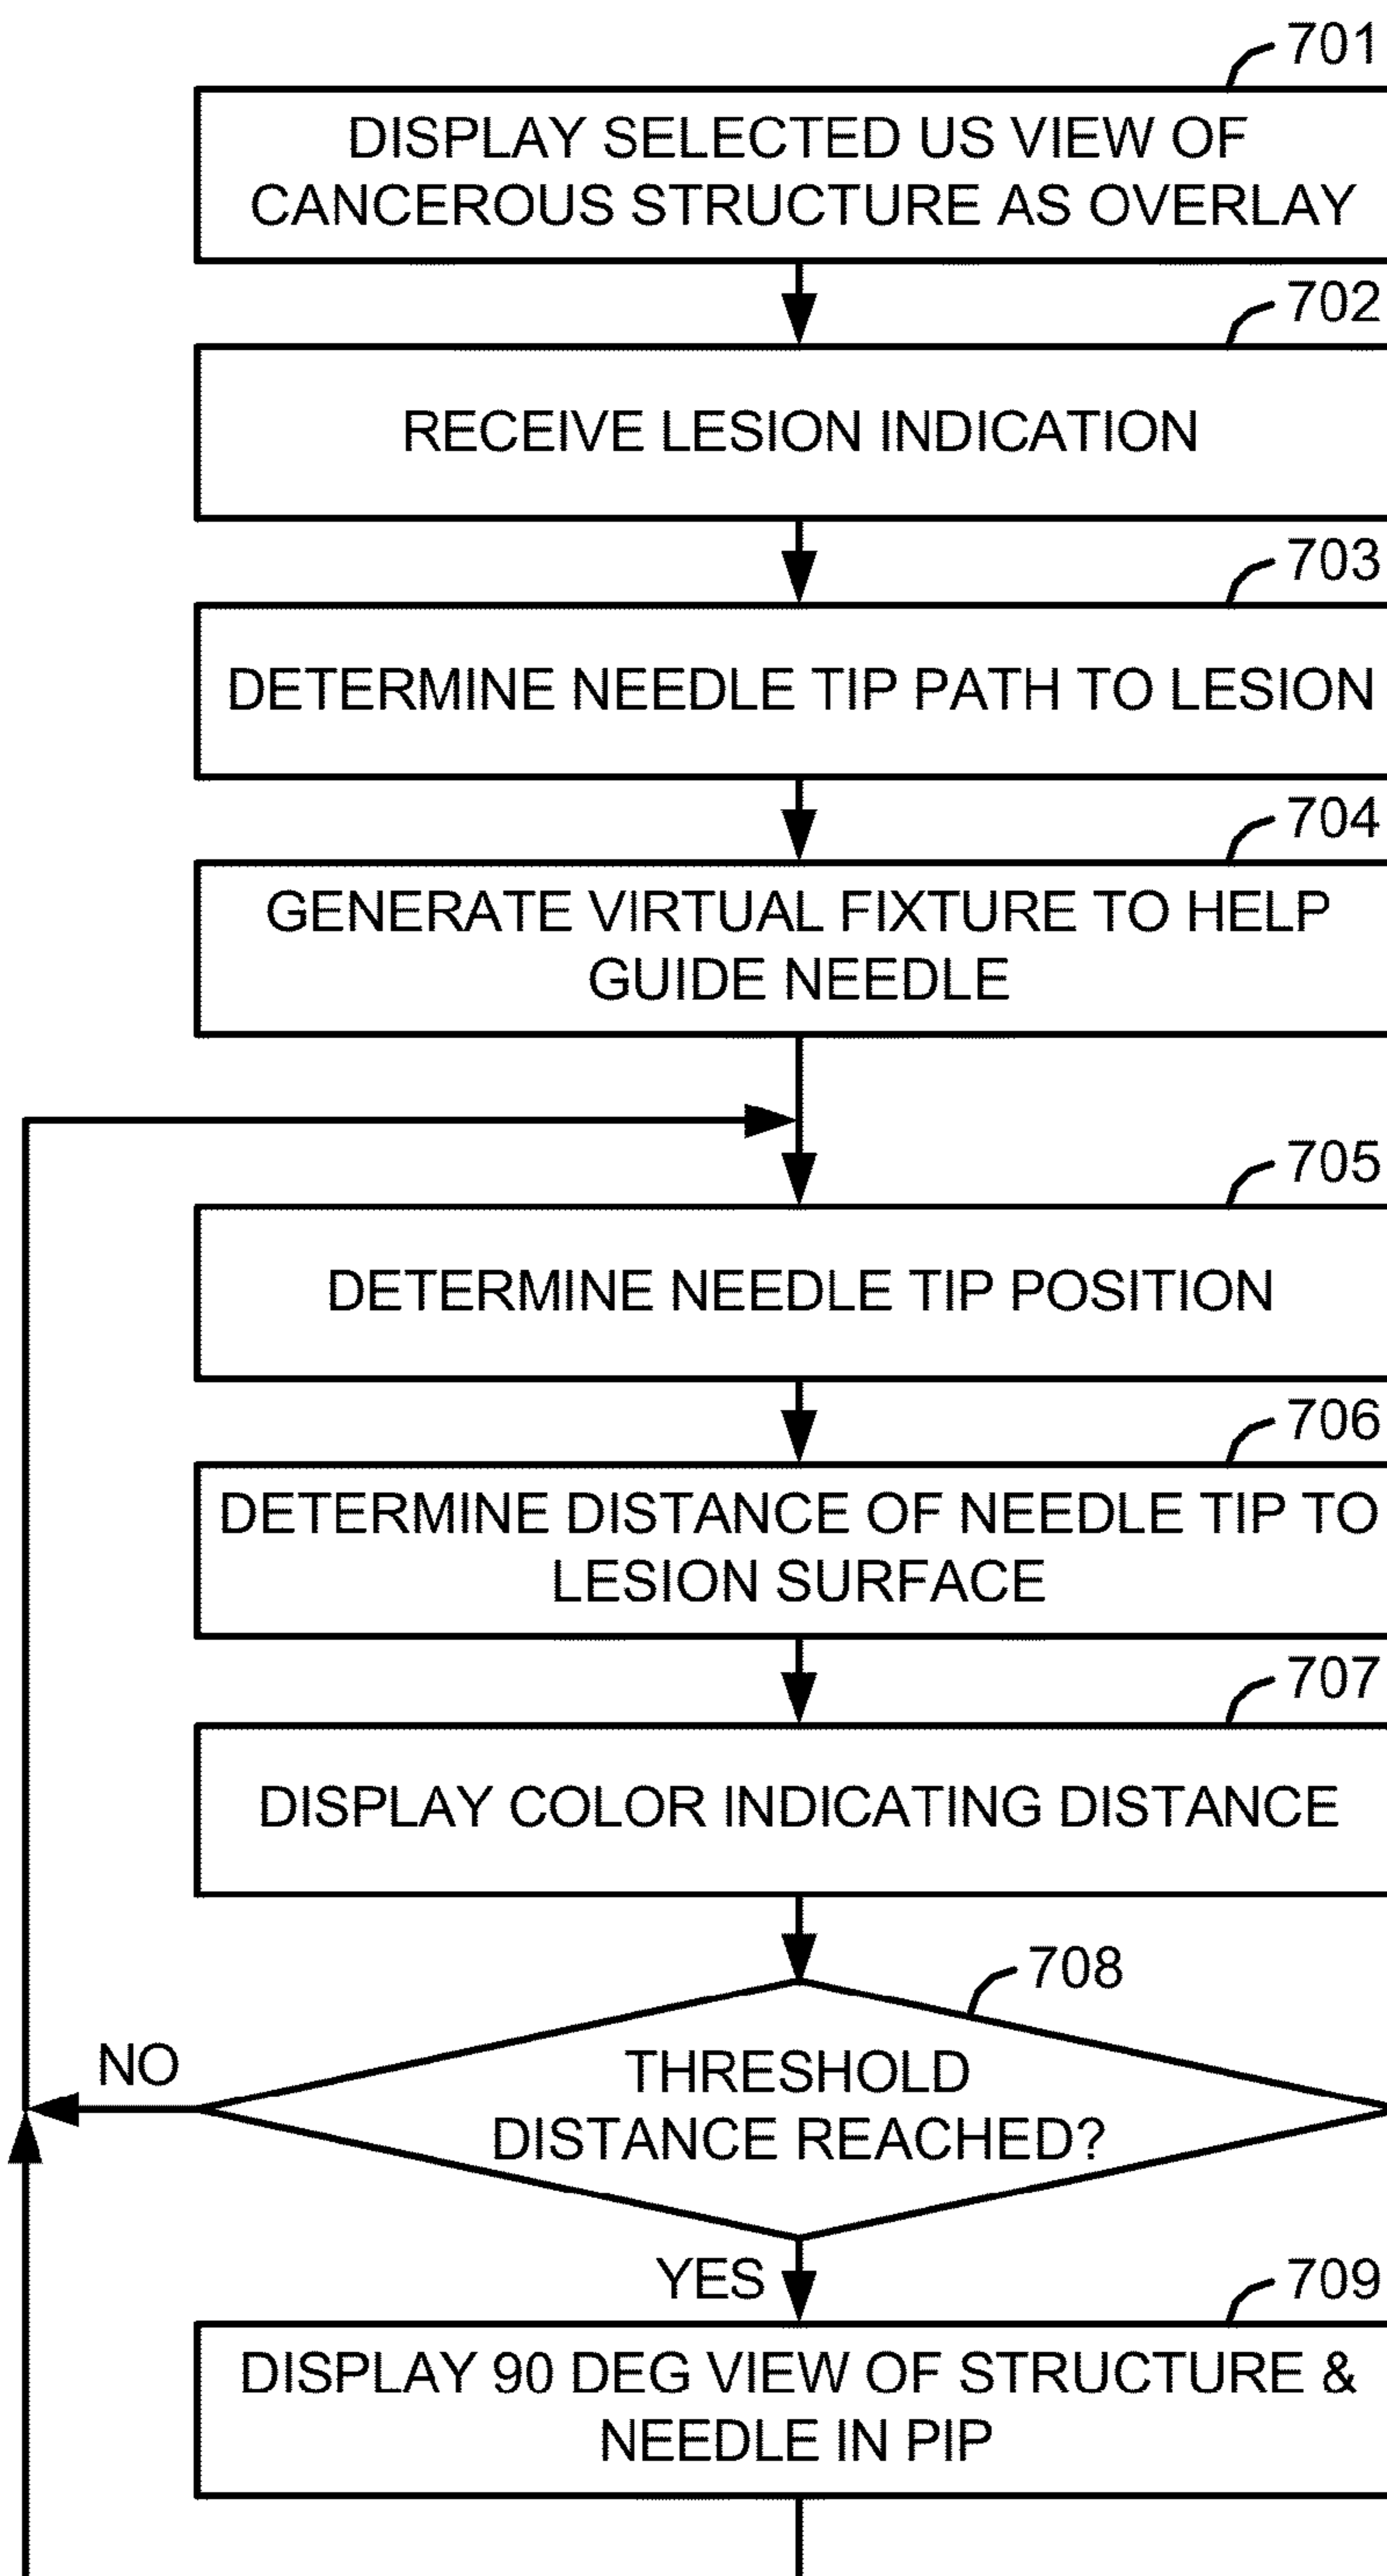 701
DISPLAY SELECTED US VIEW OF
CANCEROUS STRUCTURE AS OVERLAY
702
RECEIVE LESION INDICATION
703
DETERMINE NEEDLE TIP PATH TO LESION
704
GENERATE VIRTUAL FIXTURE TO HELP
GUIDE NEEDLE
705
DETERMINE NEEDLE TIP POSITION
706
DETERMINE DISTANCE OF NEEDLE TIP TO
LESION SURFACE
707
DISPLAY COLOR INDICATING DISTANCE
708
NO
THRESHOLD
DISTANCE REACHED?
YES
709
DISPLAY 90 DEG VIEW OF STRUCTURE &
NEEDLE IN PIP